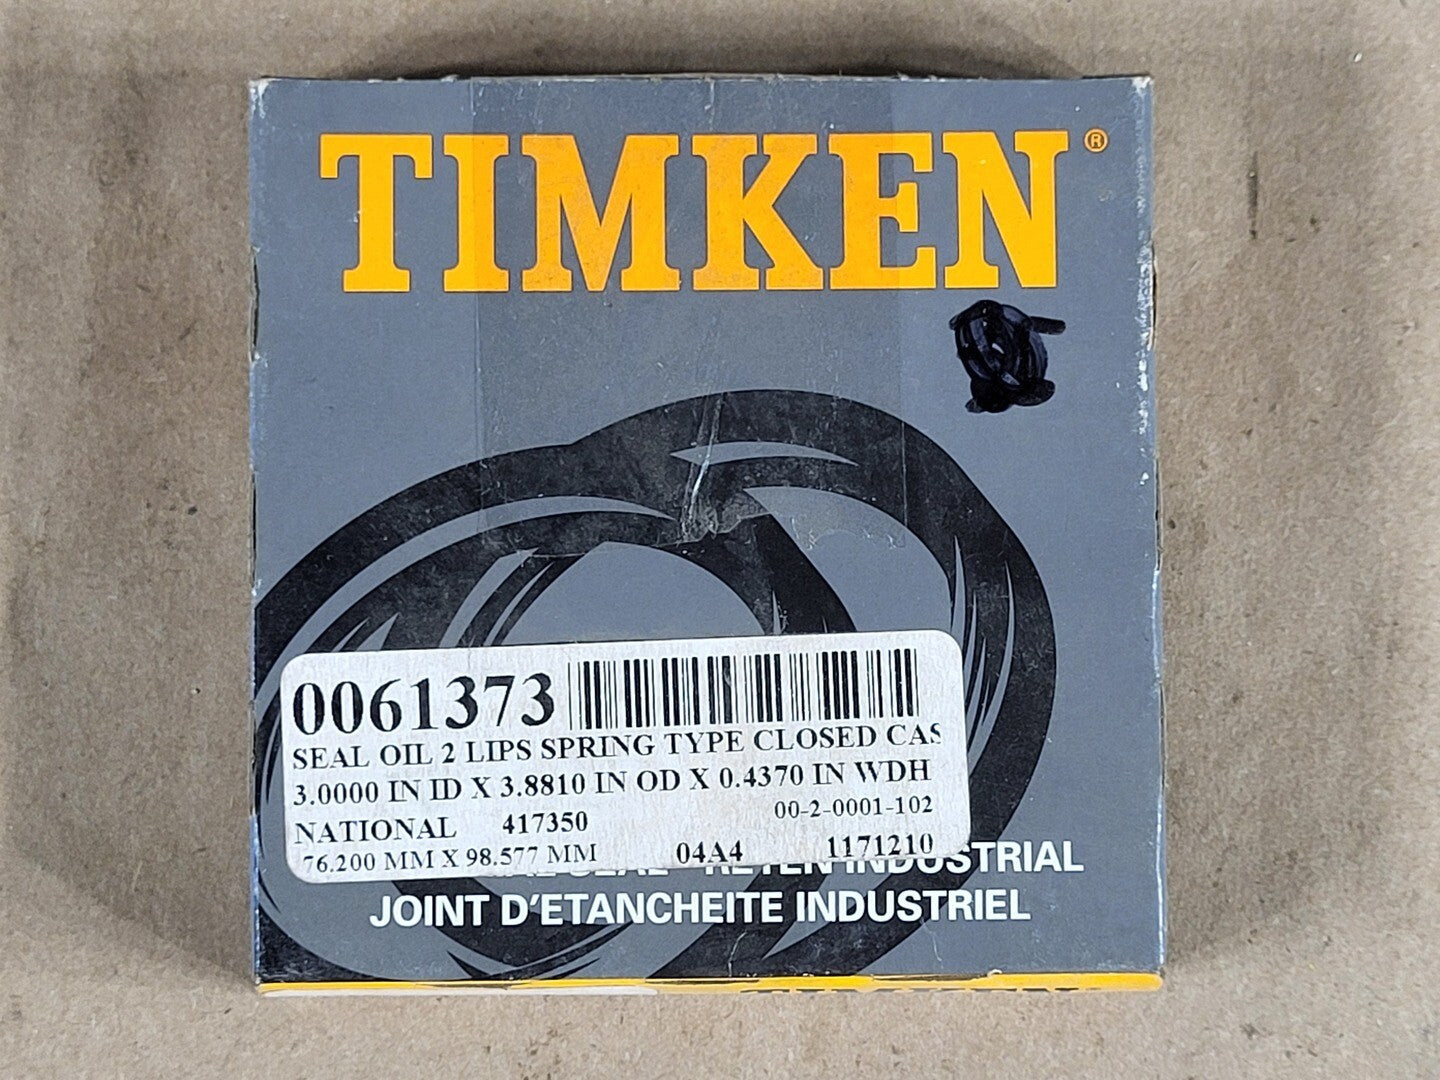 TIMKEN®
0061373
SEAL OIL 2 LIPS SPRING TYPE CLOSED CAS
3.0000 IN ID X 3.8810 IN OD X 0.4370 IN WDH
00-2-0001-102
NATIONAL 417350
76.200 MM X 98.577 MM 04A4 1171210
SEAL RETEN INDUSTRIAL
JOINT D'ETANCHEITE INDUSTRIEL